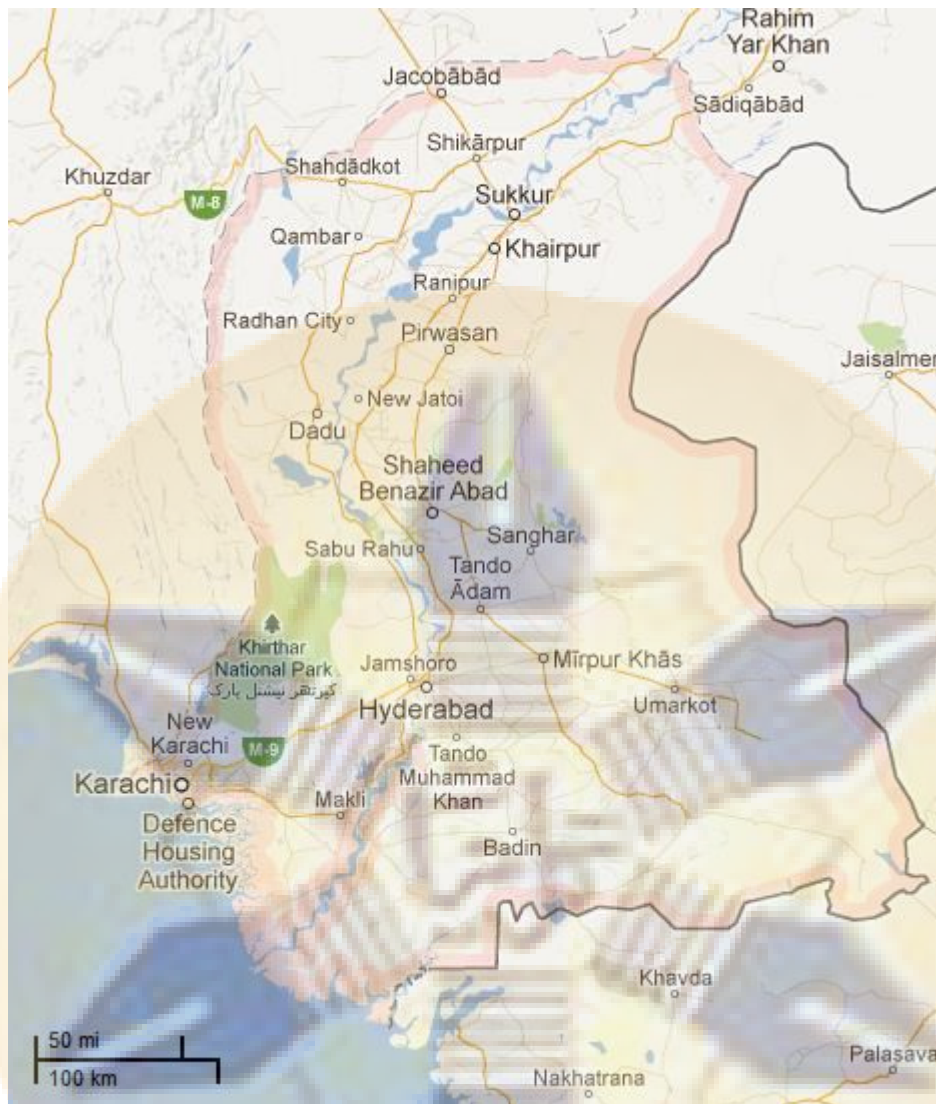 Rahim
Yar Khan
Jacobābād
Sādiqābād
Shikārpur
Khuzdar
Shahdādkot
M-8
Sukkur
Qambar
Khairpur
Ranipur
Radhan City
Pirwasan
Jaisalmer
New Jatoi
Dadu
Shaheed
Benazir Abad
Sabu Rahu
Sanghar
Tando
Ādam
Khirthar
National Park
کیرتھر نیشنل پارک
Jamshoro
Mīrpur Khās
Hyderabad
Umarkot
New
Karachi
M-9
Tando
Muhammad
Khan
Karachi
Makli
Defence
Housing
Authority
Badin
Khavda
50 mi
100 km
Palasava
Nakhatrana